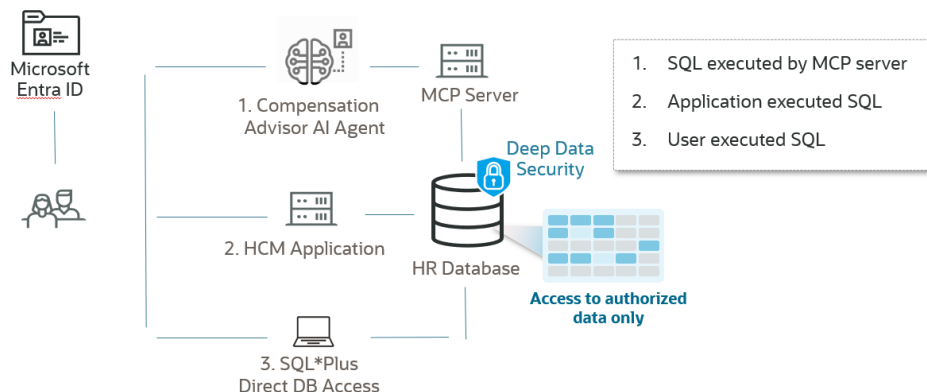 Microsoft
Entra ID
1. Compensation
Advisor AI Agent
MCP Server
1. SQL executed by MCP server
2. Application executed SQL
3. User executed SQL
Deep Data
Security
2. HCM Application
HR Database
Access to authorized
data only
3. SQL*Plus
Direct DB Access